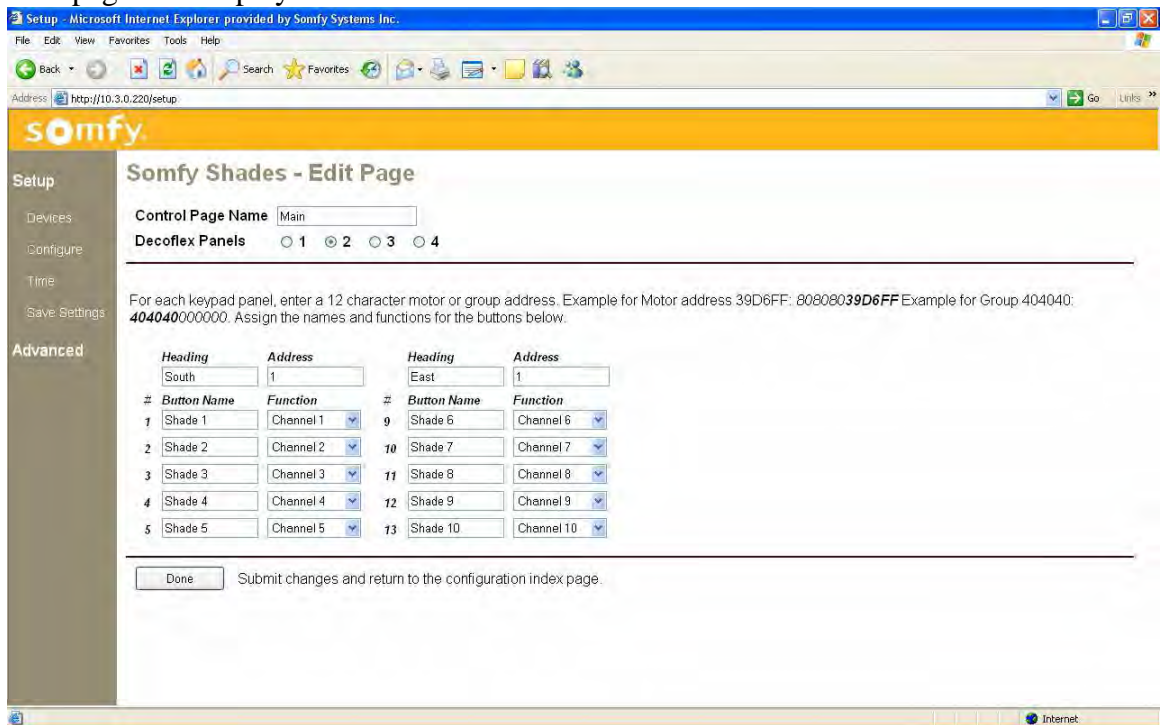 Setup - Microsoft Internet Explorer provided by Somfy Systems Inc.
File Edit View Favorites Tools Help
Back Search Favorites
Address http://10.3.0.220/setup Go Links »
somfy.
Setup
Devices
Configure
Time
Save Settings
Advanced
Somfy Shades - Edit Page
Control Page Name Main
Decoflex Panels 1 2 3 4
For each keypad panel, enter a 12 character motor or group address. Example for Motor address 39D6FF: 80808039D6FF Example for Group 404040:
404040000000. Assign the names and functions for the buttons below.
Heading Address Heading Address
South 1 East 1
# Button Name Function # Button Name Function
1 Shade 1 Channel 1 9 Shade 6 Channel 6
2 Shade 2 Channel 2 10 Shade 7 Channel 7
3 Shade 3 Channel 3 11 Shade 8 Channel 8
4 Shade 4 Channel 4 12 Shade 9 Channel 9
5 Shade 5 Channel 5 13 Shade 10 Channel 10
Done Submit changes and return to the configuration index page.
Internet